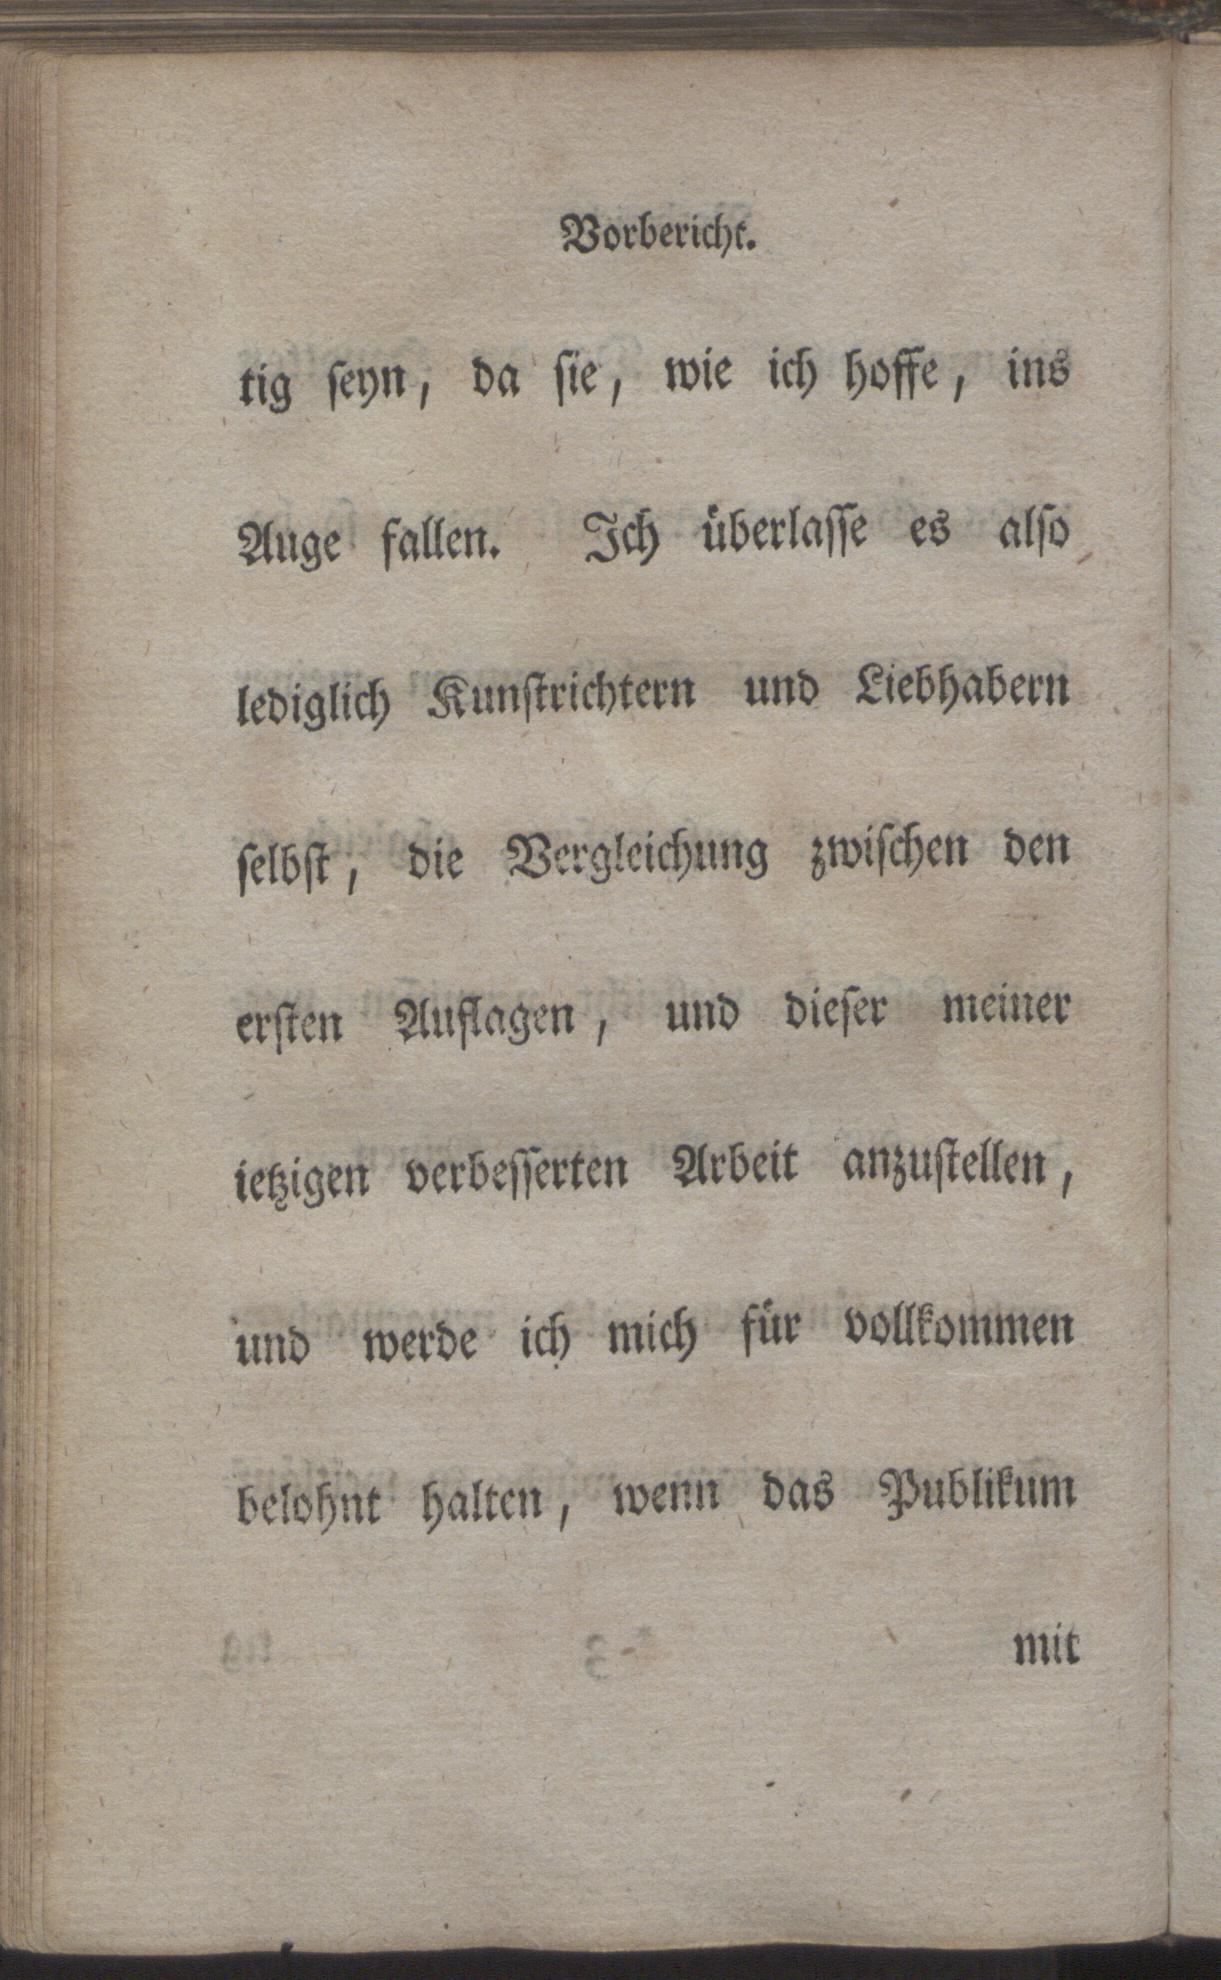 Vorbericht.
tig ſeyn, da ſie, wie ich hoffe, ins
Auge fallen. Ich überlaſſe es alſo
lediglich Kunſtrichtern und Liebhabern
ſelbſt, die Vergleichung zwiſchen den
erſten Auflagen, und dieſer meiner
ietzigen verbeſſerten Arbeit anzuſtellen,
und werde ich mich für vollkommen
belohnt halten, wenn das Publikum
mit